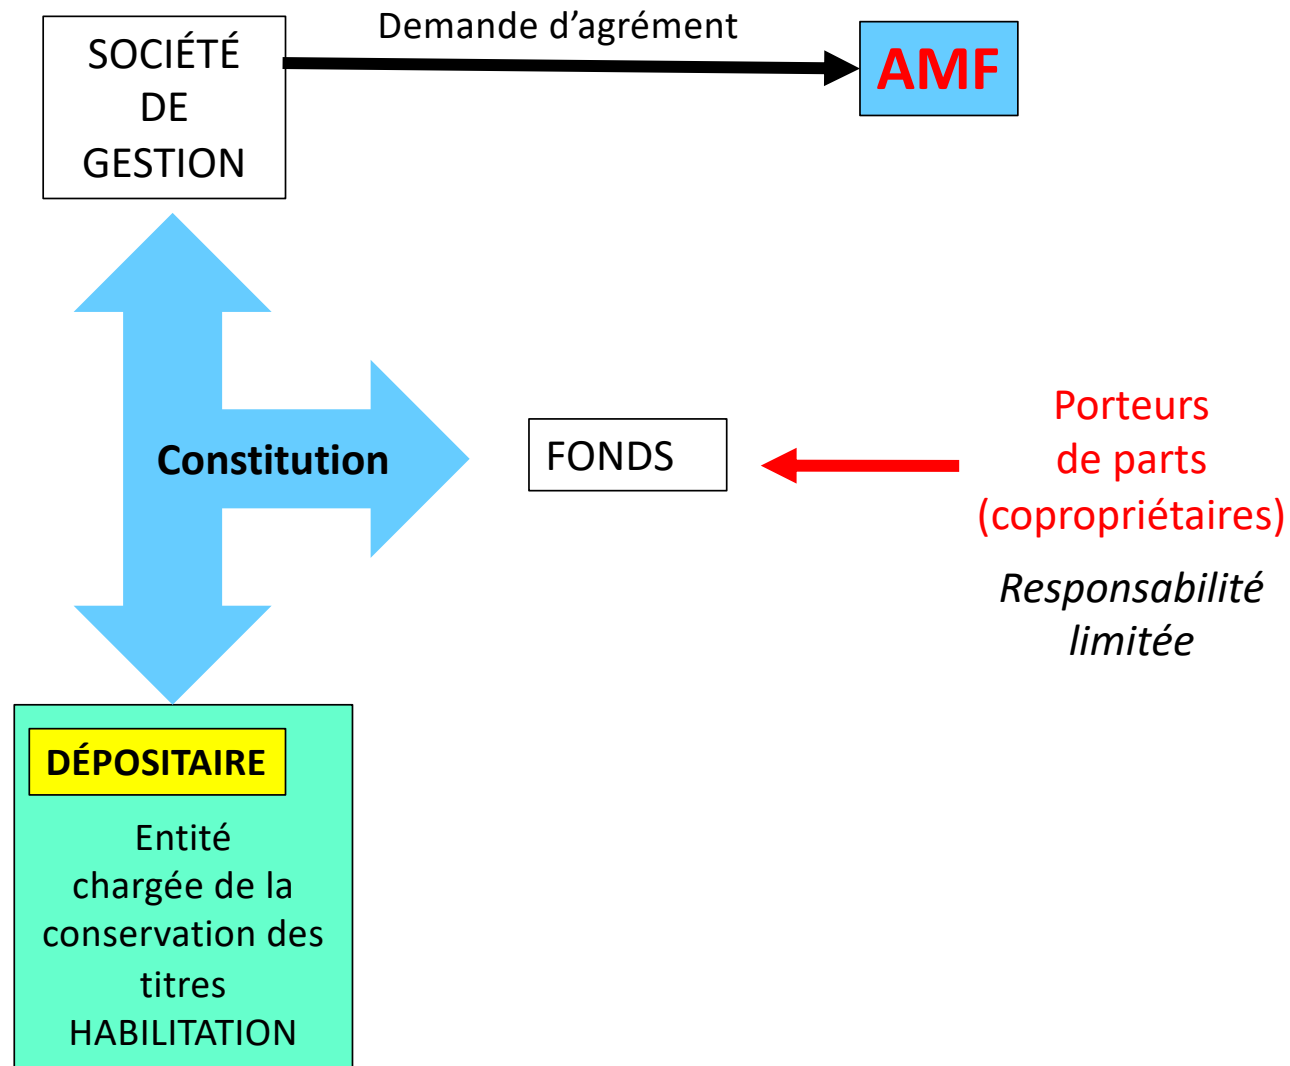 SOCIÉTÉ
DE
GESTION
Demande d’agrément
AMF
Constitution
FONDS
Porteurs
de parts
(copropriétaires)
Responsabilité
limitée
DÉPOSITAIRE
Entité
chargée de la
conservation des
titres
HABILITATION